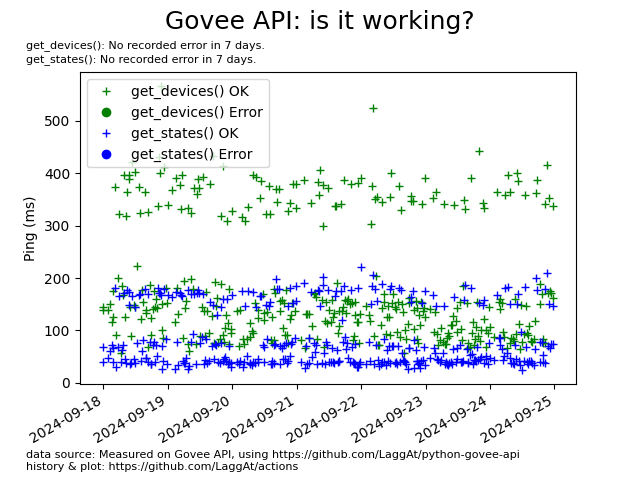 Govee API: is it working?
get_devices(): No recorded error in 7 days.
get_states(): No recorded error in 7 days.
get_devices() OK
get_devices() Error
get_states() OK
get_states() Error
Ping (ms)
500
400
300
200
100
0
2024-09-18
2024-09-19
2024-09-20
2024-09-21
2024-09-22
2024-09-23
2024-09-24
2024-09-25
data source: Measured on Govee API, using https://github.com/LaggAt/python-govee-api
history & plot: https://github.com/LaggAt/actions